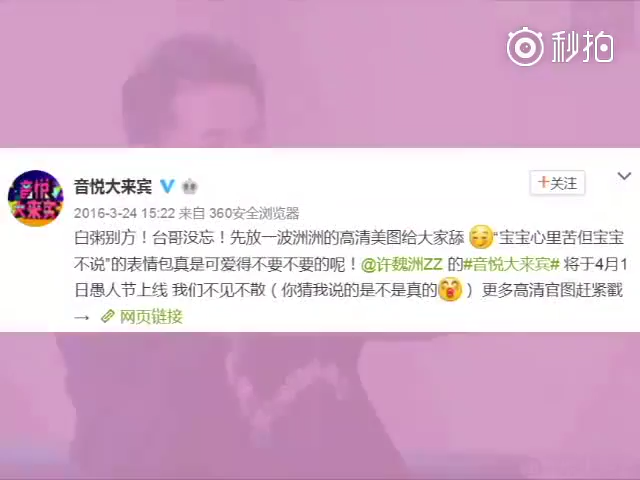 秒拍
音悦大来宾
音悦大来宾
+关注
2016-3-24 15:22 来自 360安全浏览器
白粥别方！台哥没忘！先放一波洲洲的高清美图给大家舔 “宝宝心里苦但宝宝
不说”的表情包真是可爱得不要不要的呢！@许魏洲ZZ 的#音悦大来宾# 将于4月1
日愚人节上线 我们不见不散（你猜我说的是不是真的） 更多高清官图赶紧戳
→ 网页链接